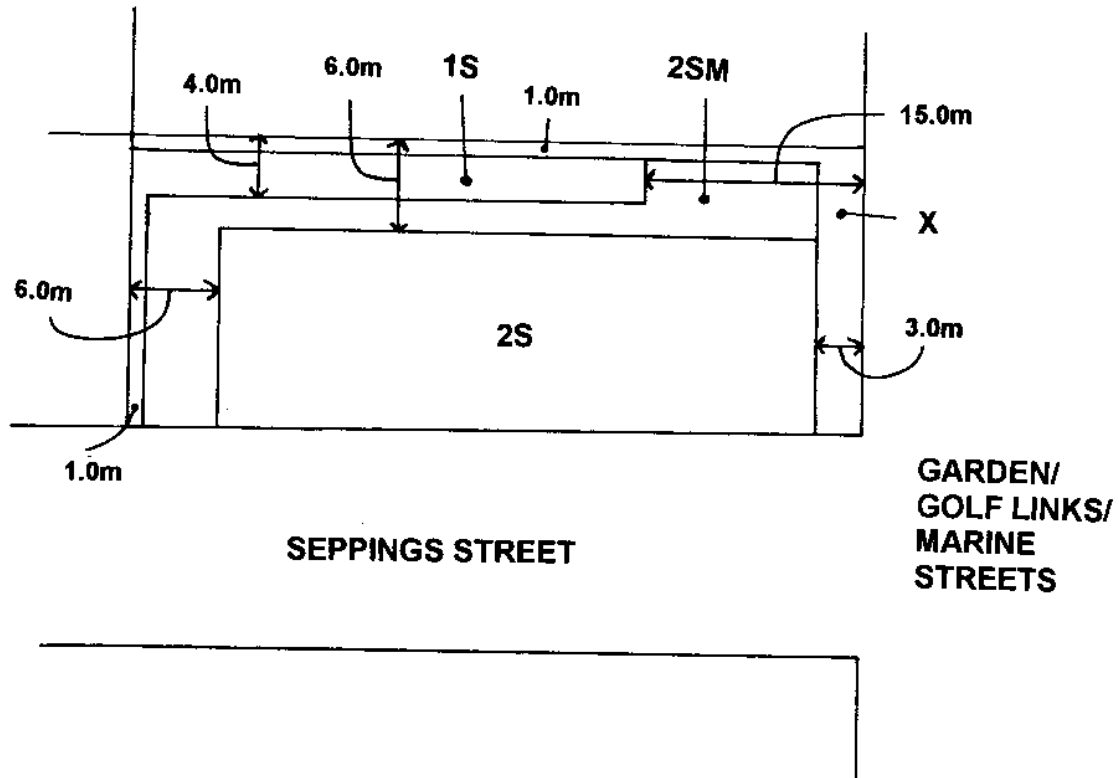 6.0m
1S
2SM
4.0m
1.0m
15.0m
X
6.0m
2S
3.0m
1.0m
GARDEN/
GOLF LINKS/
MARINE
STREETS
SEPPINGS STREET